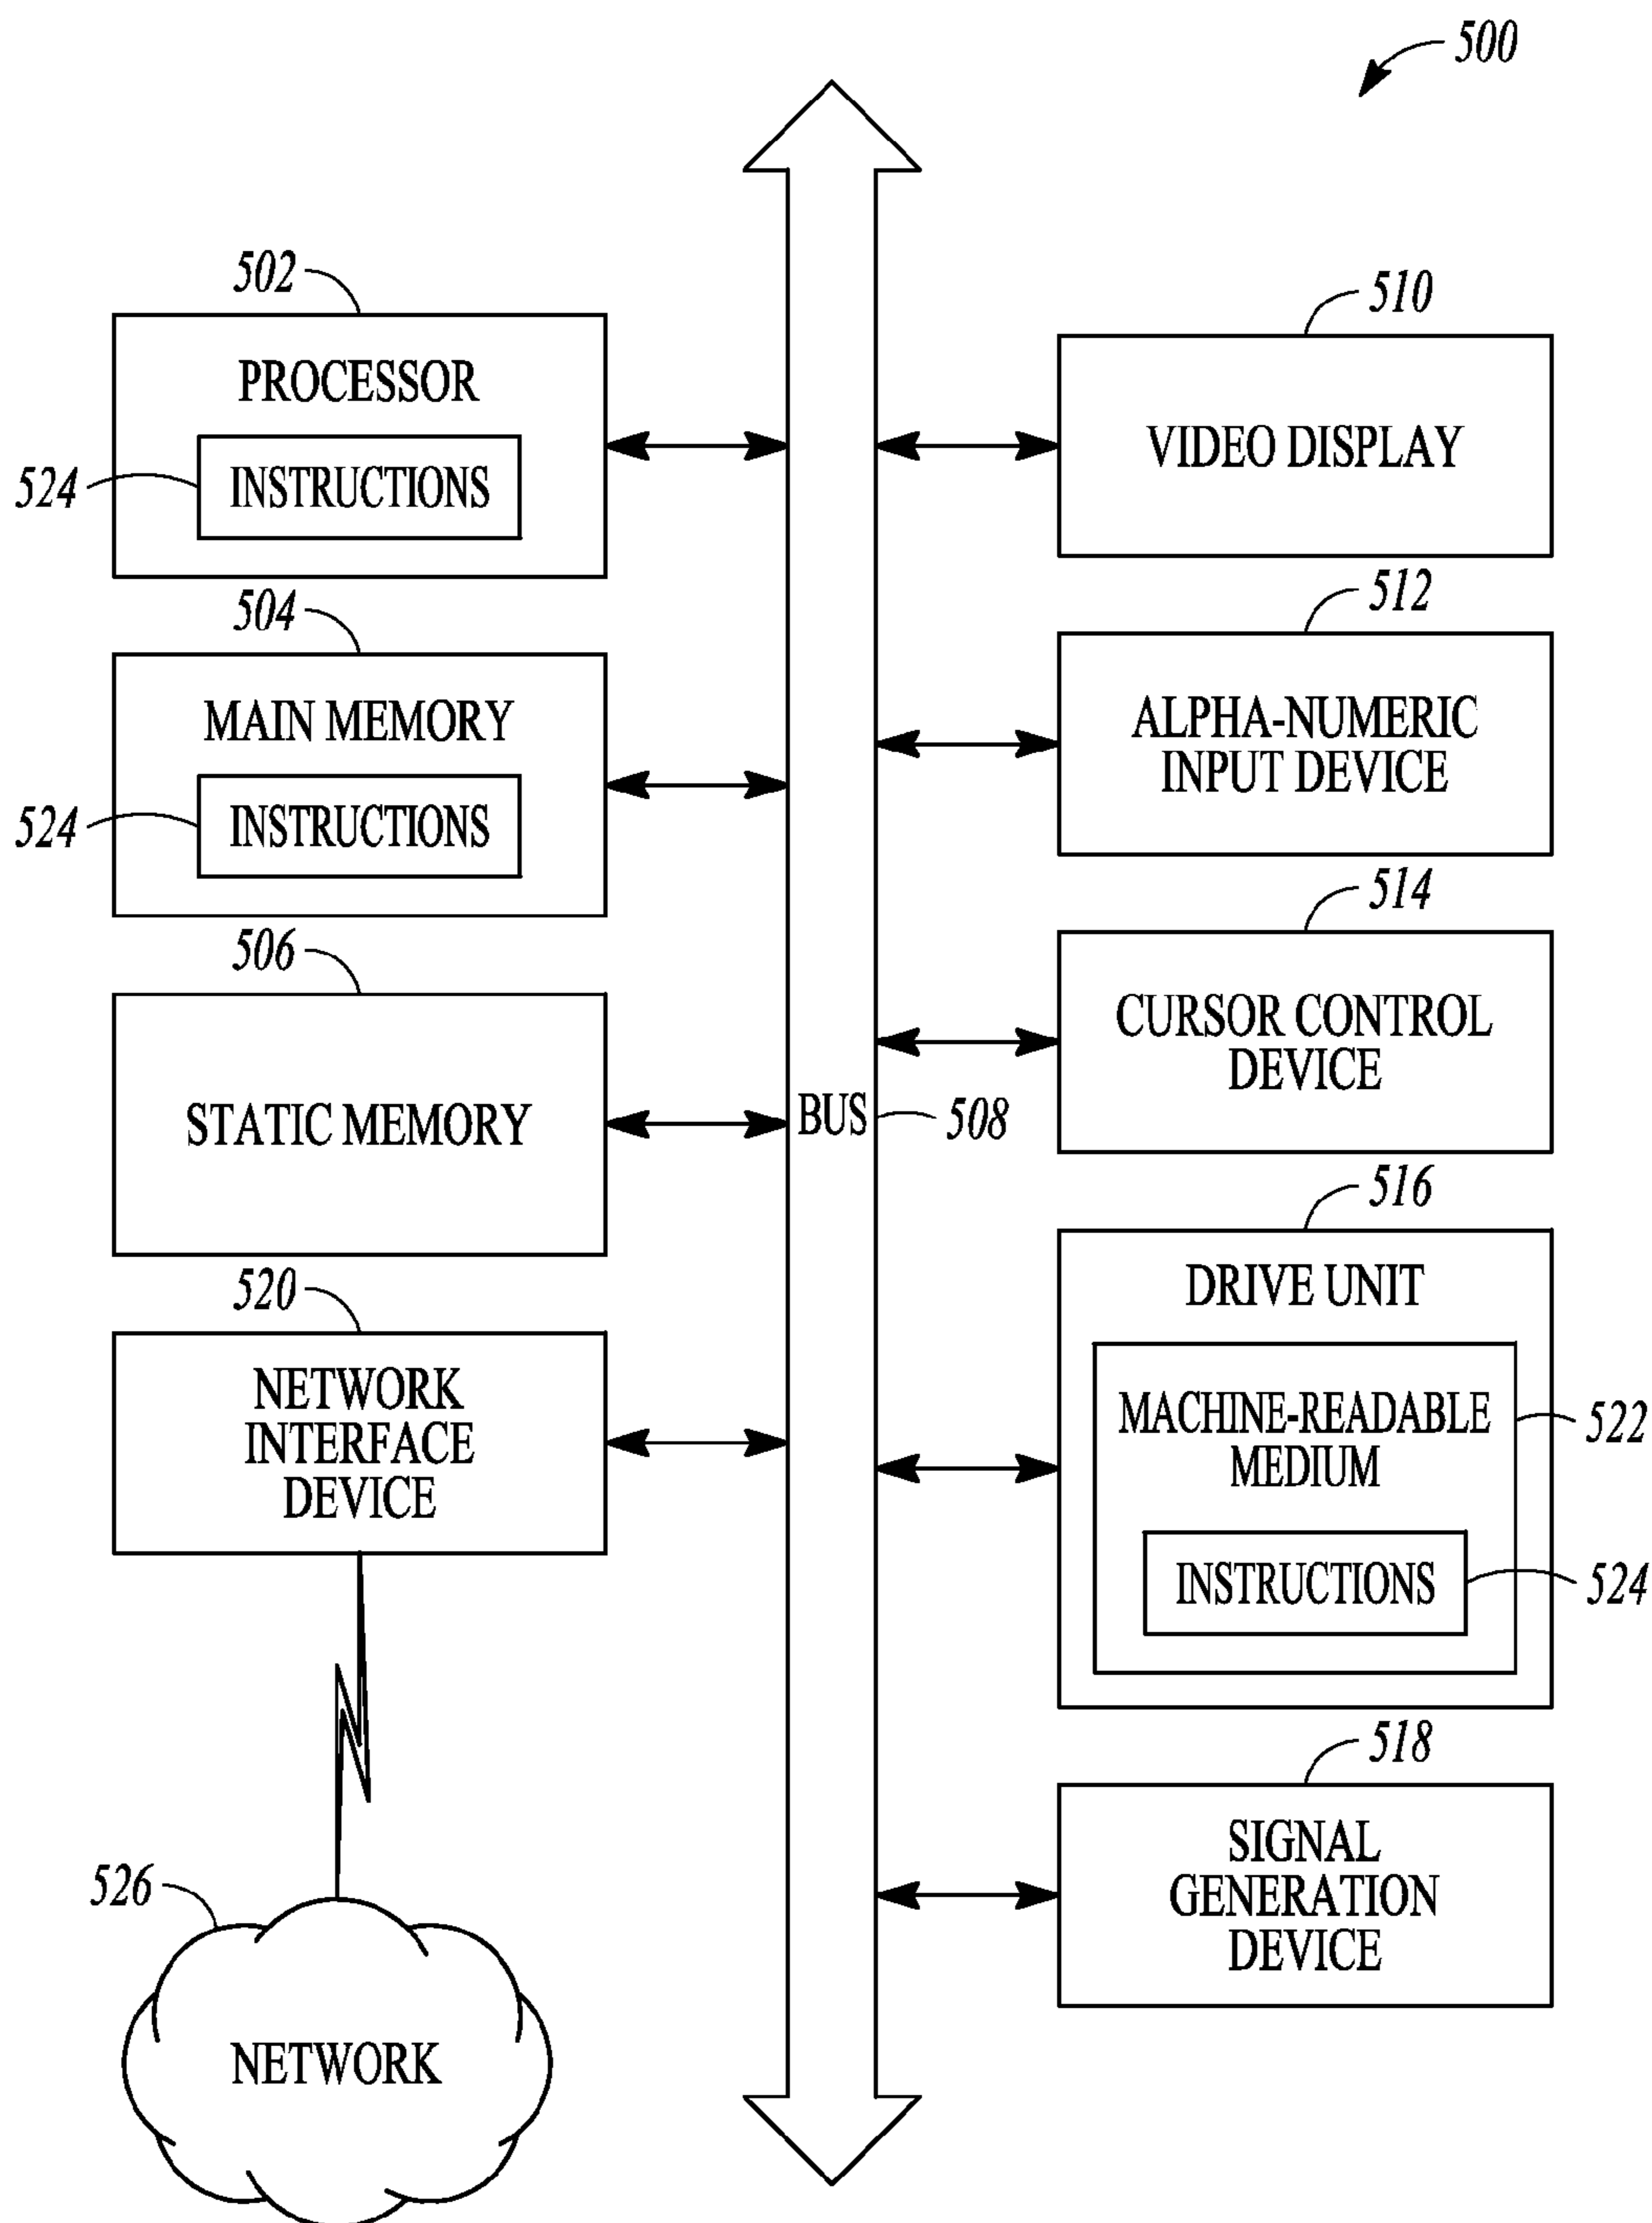 500
502
PROCESSOR
524
INSTRUCTIONS
504
MAIN MEMORY
524
INSTRUCTIONS
506
STATIC MEMORY
520
NETWORK
INTERFACE
DEVICE
526
NETWORK
BUS
508
510
VIDEO DISPLAY
512
ALPHA-NUMERIC
INPUT DEVICE
514
CURSOR CONTROL
DEVICE
516
DRIVE UNIT
MACHINE-READABLE
MEDIUM
522
INSTRUCTIONS
524
518
SIGNAL
GENERATION
DEVICE